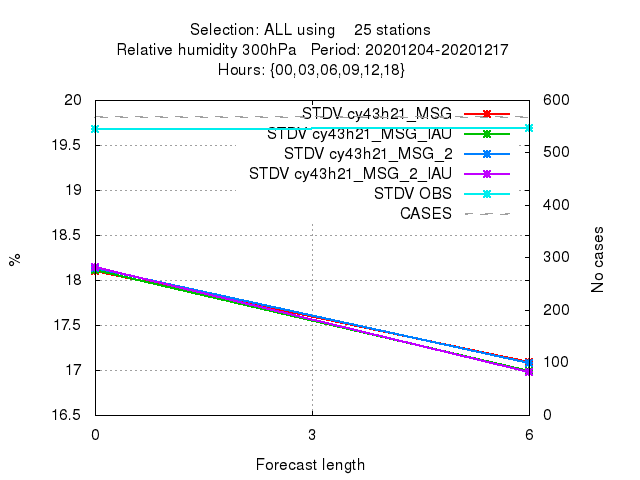 Selection: ALL using 25 stations
Relative humidity 300hPa Period: 20201204-20201217
Hours: {00,03,06,09,12,18}
20
600
STDV cy43h21_MSG
STDV cy43h21_MSG_IAU
STDV cy43h21_MSG_2
STDV cy43h21_MSG_2_IAU
STDV OBS
CASES
19.5
19
18.5
18
17.5
17
16.5
500
400
300
200
100
0
%
No cases
0
3
6
Forecast length